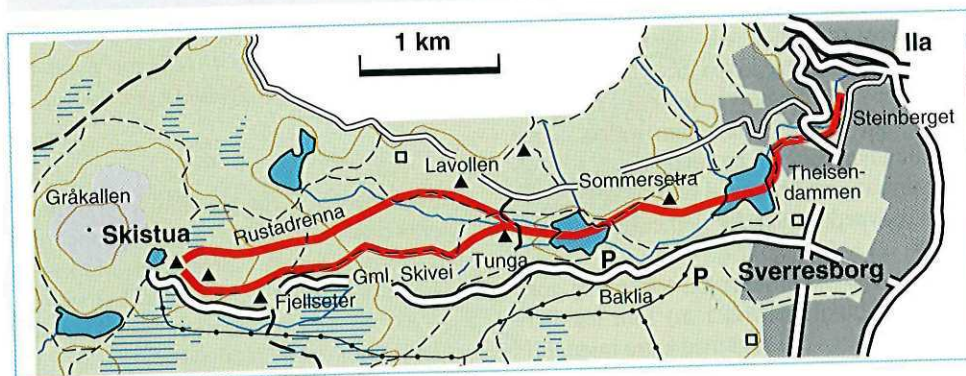 1 km
Ila
Steinberget
Lavollen
Sommersetra
Theisen-
dammen
Gråkallen
Rustadrenna
Skistua
Tunga
P
P
Sverresborg
Gml. Skivei
Fjellseter
Baklia